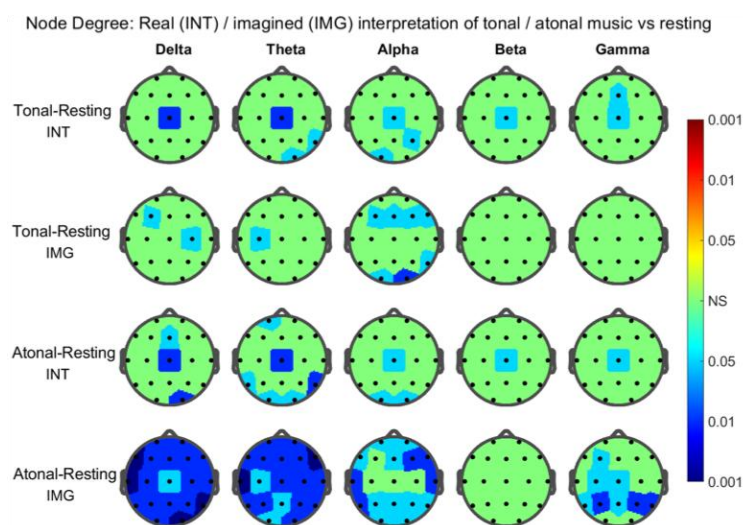 Node Degree: Real (INT) / imagined (IMG) interpretation of tonal / atonal music vs resting
Delta Theta Alpha Beta Gamma
Tonal-Resting
INT
Tonal-Resting
IMG
Atonal-Resting
INT
Atonal-Resting
IMG
0.001
0.01
0.05
NS
0.05
0.01
0.001